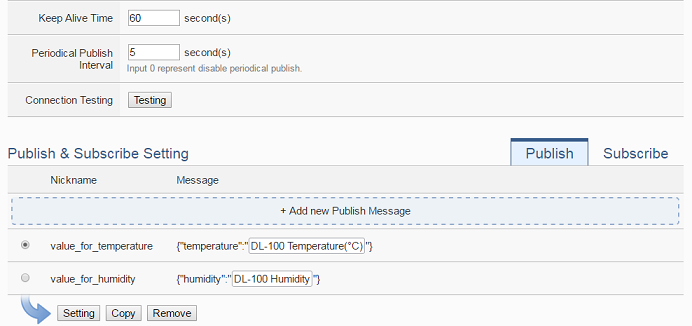 Keep Alive Time 60 second(s)
Periodical Publish Interval 5 second(s)
Input 0 represent disable periodical publish.
Connection Testing Testing
Publish & Subscribe Setting Publish Subscribe
Nickname Message
+ Add new Publish Message
value_for_temperature {"temperature":"DL-100 Temperature(°C)"}
value_for_humidity {"humidity":"DL-100 Humidity"}
Setting Copy Remove